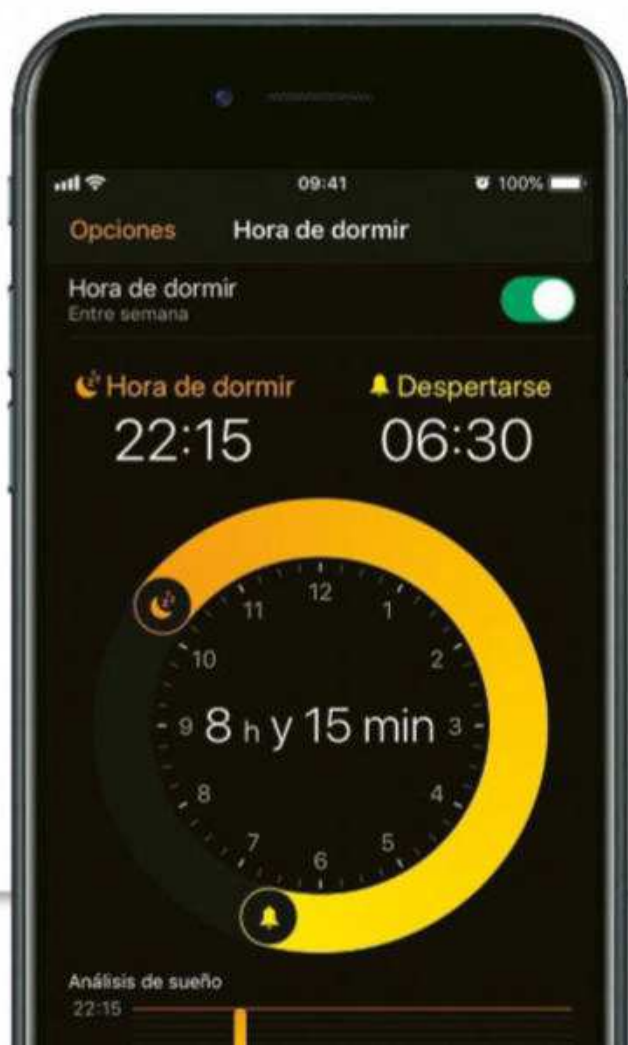 09:41
100%
Opciones
Hora de dormir
Hora de dormir
Entre semana
Hora de dormir
Despertarse
22:15
06:30
12
11
1
10
2
9
8 h y 15 min
3
8
4
7
5
6
Análisis de sueño
22:15